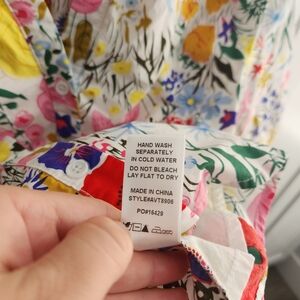 HAND WASH
SEPARATELY
IN COLD WATER
DO NOT BLEACH
LAY FLAT TO DRY
MADE IN CHINA
STYLE#AVT8906
PO#16429